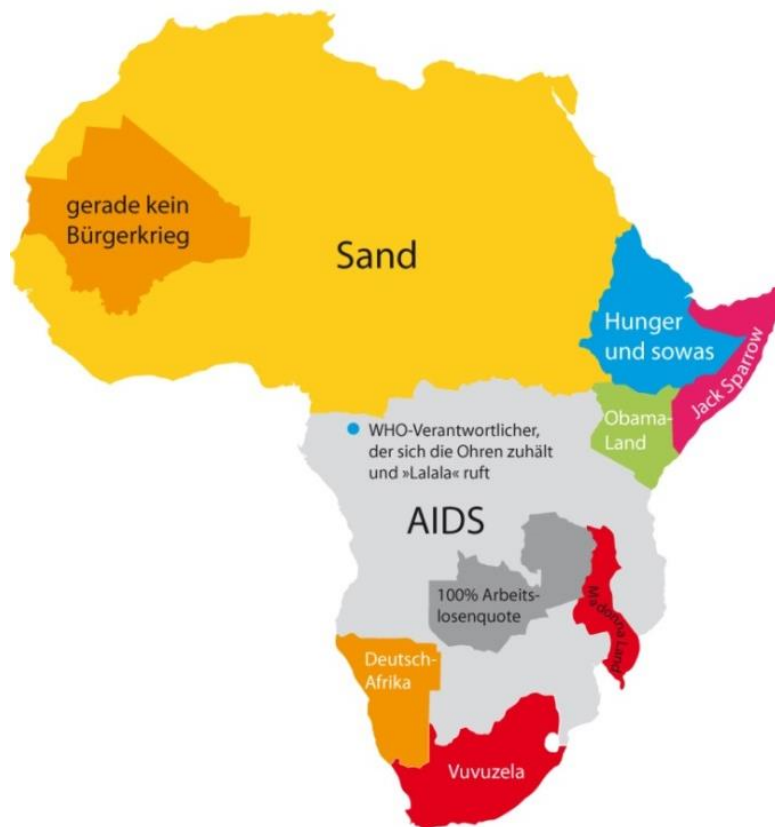 gerade kein
Bürgerkrieg
Sand
Hunger
und sowas
Jack Sparrow
Obama-
Land
WHO-Verantwortlicher,
der sich die Ohren zuhält
und »Lalala« ruft
AIDS
100% Arbeits-
losenquote
Madonna Land
Deutsch-
Afrika
Vuvuzela